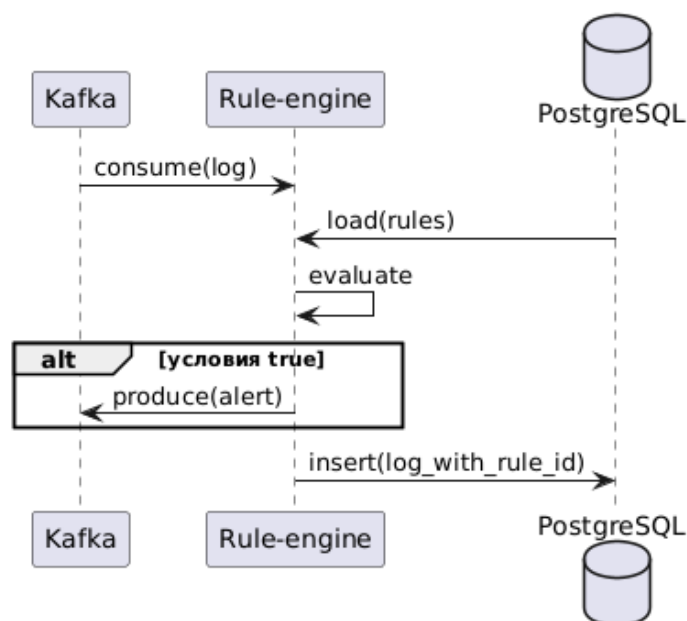 PostgreSQL
Kafka
Rule-engine
consume(log)
load(rules)
evaluate
alt
[условия true]
produce(alert)
insert(log_with_rule_id)
Kafka
Rule-engine
PostgreSQL